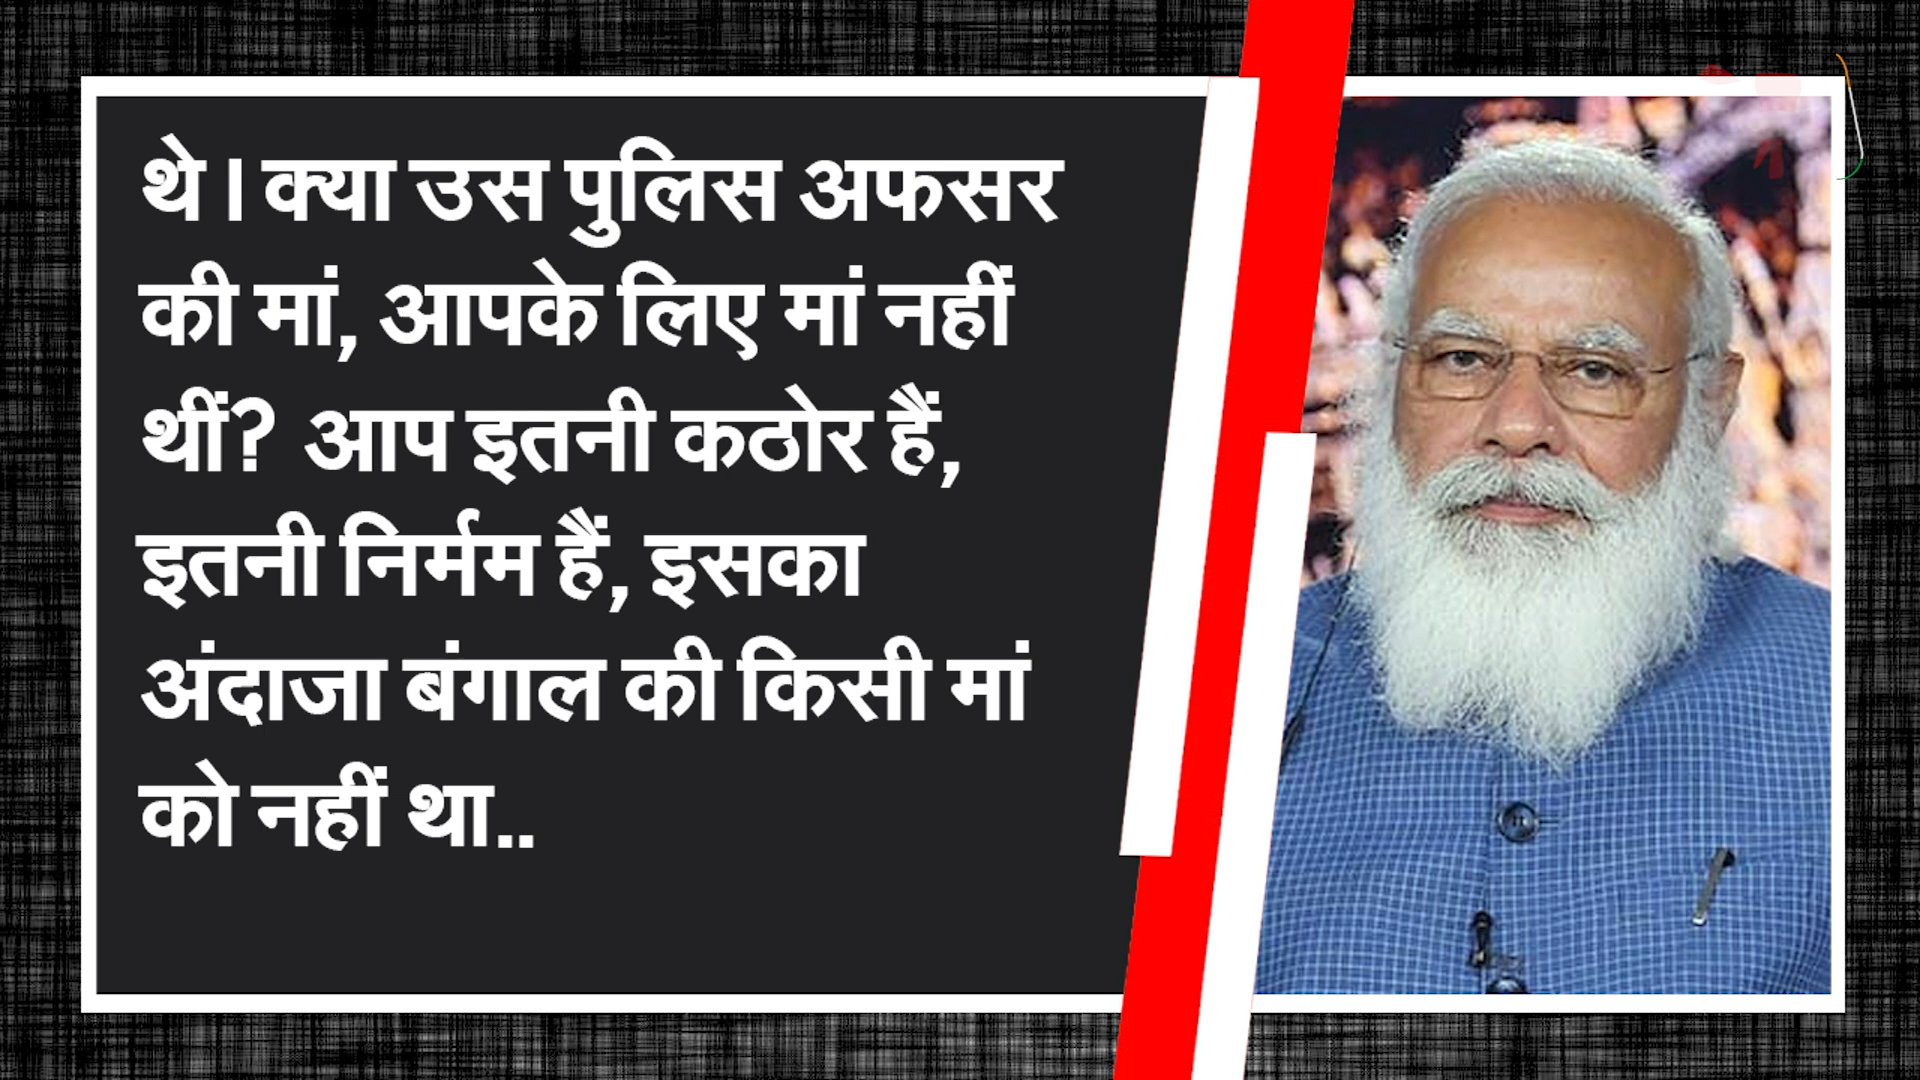 थे । क्या उस पुलिस अफसर
की मां, आपके लिए मां नहीं
थीं? आप इतनी कठोर हैं,
इतनी निर्मम हैं, इसका
अंदाजा बंगाल की किसी मां
को नहीं था..